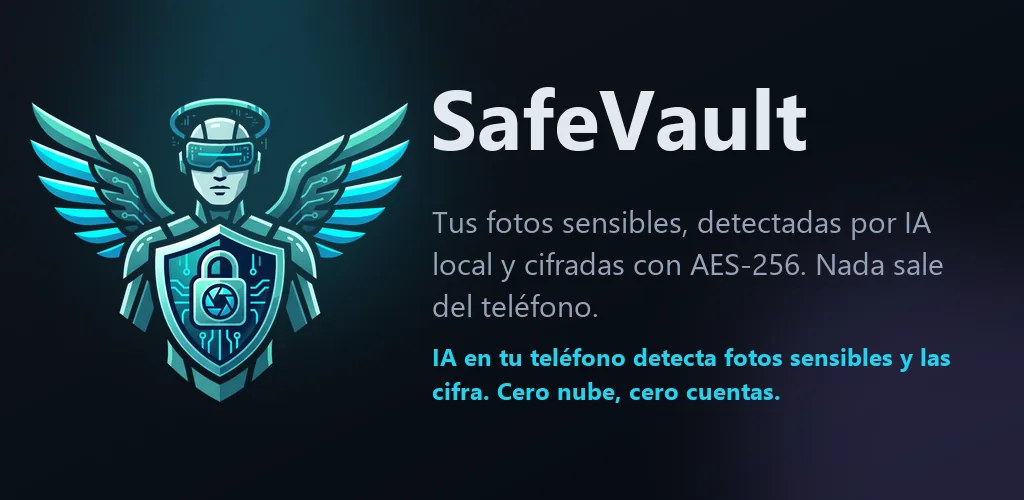 SafeVault
Tus fotos sensibles, detectadas por IA
local y cifradas con AES-256. Nada sale
del teléfono.
IA en tu teléfono detecta fotos sensibles y las
cifra. Cero nube, cero cuentas.